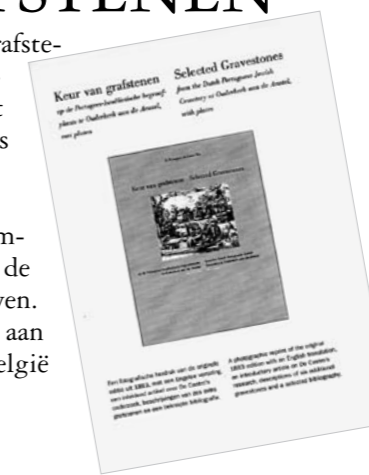 STENEN
rafste-
t
s
m-
de
ven.
aan
elgië
Keur van grafstenen
op de Portugees-Israëlitische begraaf-
plaats te Ouderkerk aan de Amstel,
met platen
Selected Gravestones
from the Dutch Portuguese Jewish
Cemetery at Ouderkerk aan de Amstel,
with plates
Keur van grafstenen - Selected Gravestones
Een fotografische herdruk van de originele
editie uit 1883, met een Engelse vertaling,
een inleidend artikel over De Castro's
onderzoek, beschrijvingen van zes extra
grafstenen en een beknopte bibliografie.
A photographic reprint of the original
1883 edition with an English translation,
an introductory article on De Castro's
research, descriptions of six additional
gravestones and a selected bibliography.